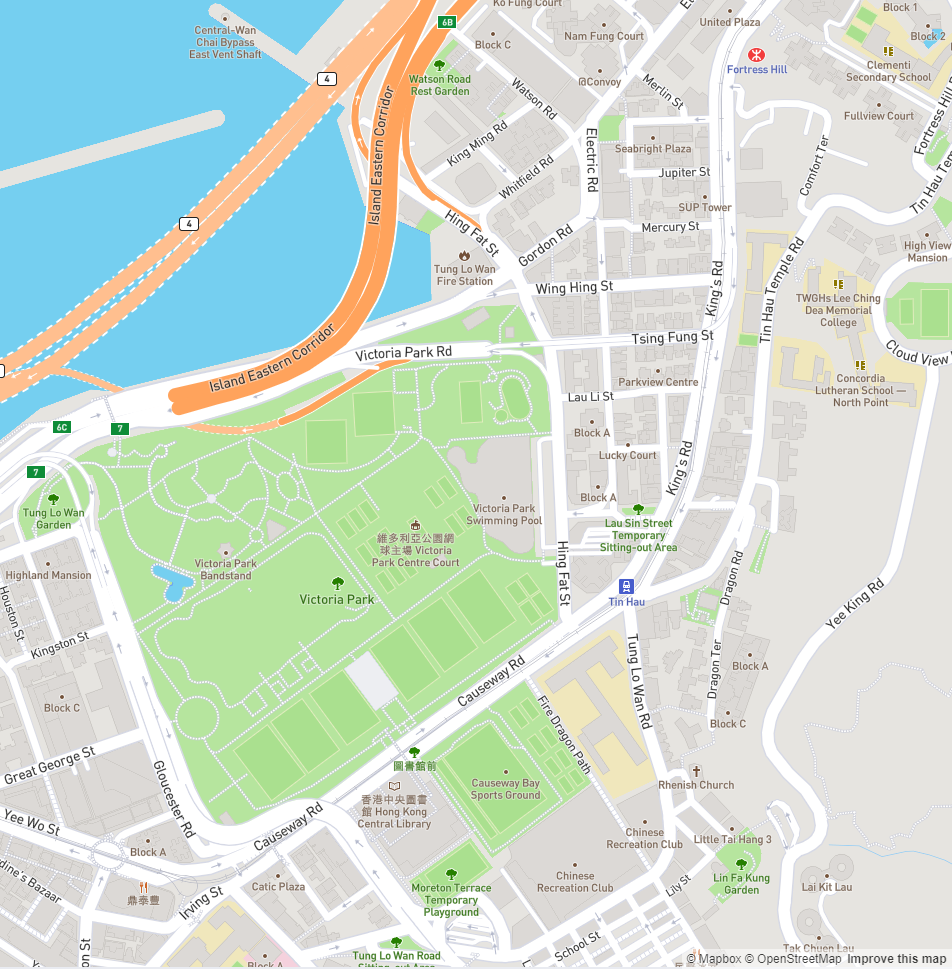 Ko Fung Court
6B
Central-Wan
Chai Bypass
East Vent Shaft
Block C
Nam Fung Court
United Plaza
Block 1
Block 2
Fortress Hill
Clementi
Secondary School
4
Watson Road
Rest Garden
@Convoy
Watson Rd
Merlin St
Fullview Court
Island Eastern Corridor
King Ming Rd
Electric Rd
Seabright Plaza
Comfort Ter
Whitfield Rd
Jupiter St
SUP Tower
4
Hing Fat St
Gordon Rd
Mercury St
High View
Mansion
Tung Lo Wan
Fire Station
Wing Hing St
King's Rd
Tin Hau Temple Rd
TWGHs Lee Ching
Dea Memorial
College
Island Eastern Corridor
Victoria Park Rd
Tsing Fung St
Cloud View
Parkview Centre
Concordia
Lutheran School —
North Point
Lau Li St
6C
7
Block A
Lucky Court
King's Rd
7
Block A
Tung Lo Wan
Garden
Victoria Park
Swimming Pool
Lau Sin Street
Temporary
Sitting-out Area
維多利亞公園網
球主場 Victoria
Park Centre Court
Highland Mansion
Victoria Park
Bandstand
Victoria Park
Hing Fat St
Tin Hau
Dragon Rd
Yee King Rd
Houston St
Kingston St
Tung Lo Wan Rd
Dragon Ter
Block A
Causeway Rd
Block C
Fire Dragon Path
Block C
Great George St
Gloucester Rd
圖書館前
Causeway Bay
Sports Ground
Rhenish Church
香港中央圖書
館 Hong Kong
Central Library
Yee Wo St
Causeway Rd
Chinese
Recreation Club
Little Tai Hang 3
Block A
Catic Plaza
Chinese
Recreation Club
Lily St
Lin Fa Kung
Garden
Lai Kit Lau
鼎泰豐
Irving St
Moreton Terrace
Temporary
Playground
School St
Tak Chuen Lau
Tung Lo Wan Road
Sitting-out Area
Block A
© Mapbox © OpenStreetMap Improve this map